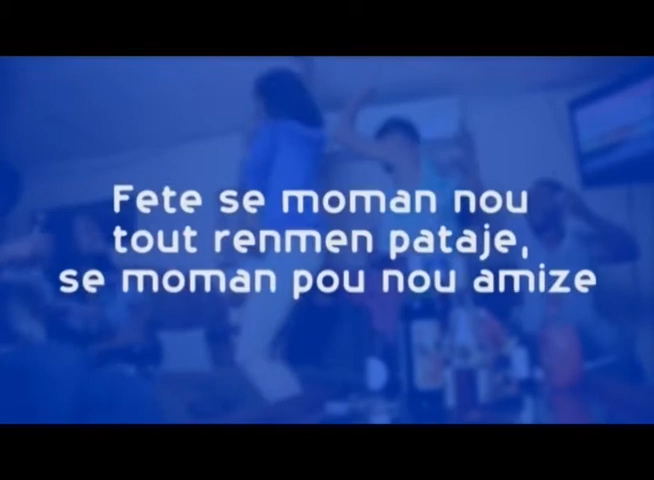 Fete se moman nou
tout renmen pataje,
se moman pou nou amize